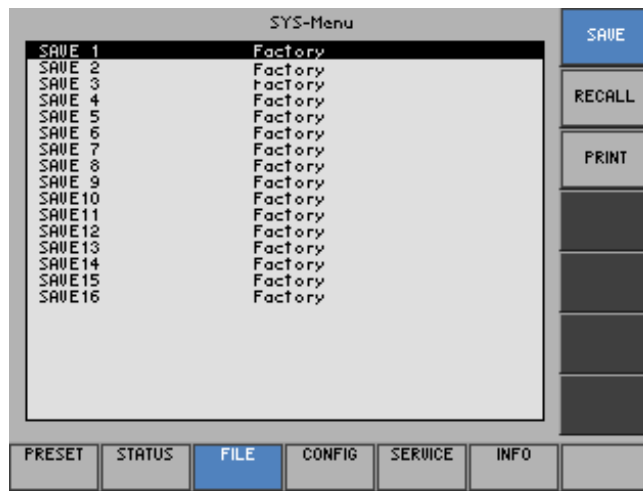 SYS-Menu
SAVE 1 Factory
SAVE 2 Factory
SAVE 3 Factory
SAVE 4 Factory
SAVE 5 Factory
SAVE 6 Factory
SAVE 7 Factory
SAVE 8 Factory
SAVE 9 Factory
SAVE10 Factory
SAVE11 Factory
SAVE12 Factory
SAVE13 Factory
SAVE14 Factory
SAVE15 Factory
SAVE16 Factory
SAVE
RECALL
PRINT
PRESET STATUS FILE CONFIG SERVICE INFO